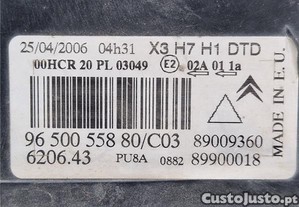 25/04/2006 04h31 X3 H7 H1 DTD
00HCR 20 PL 03049 E2 02A 01 1a
MADE IN E.U.
96 500 558 80/C03 89009360
6206.43 PU8A 0882 89900018
CustoJusto.pt